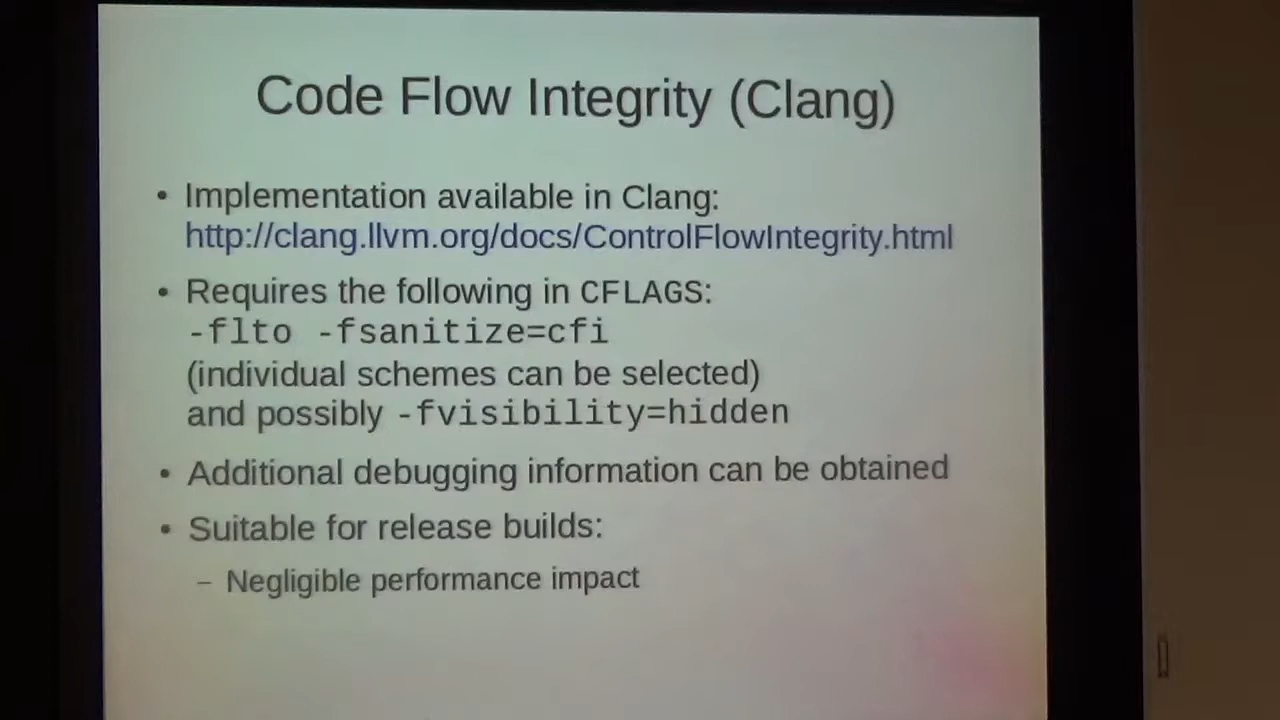 Code Flow Integrity (Clang)
• Implementation available in Clang:
http://clang.llvm.org/docs/ControlFlowIntegrity.html
• Requires the following in CFLAGS:
-flto -fsanitize=cfi
(individual schemes can be selected)
and possibly -fvisibility=hidden
• Additional debugging information can be obtained
• Suitable for release builds:
– Negligible performance impact